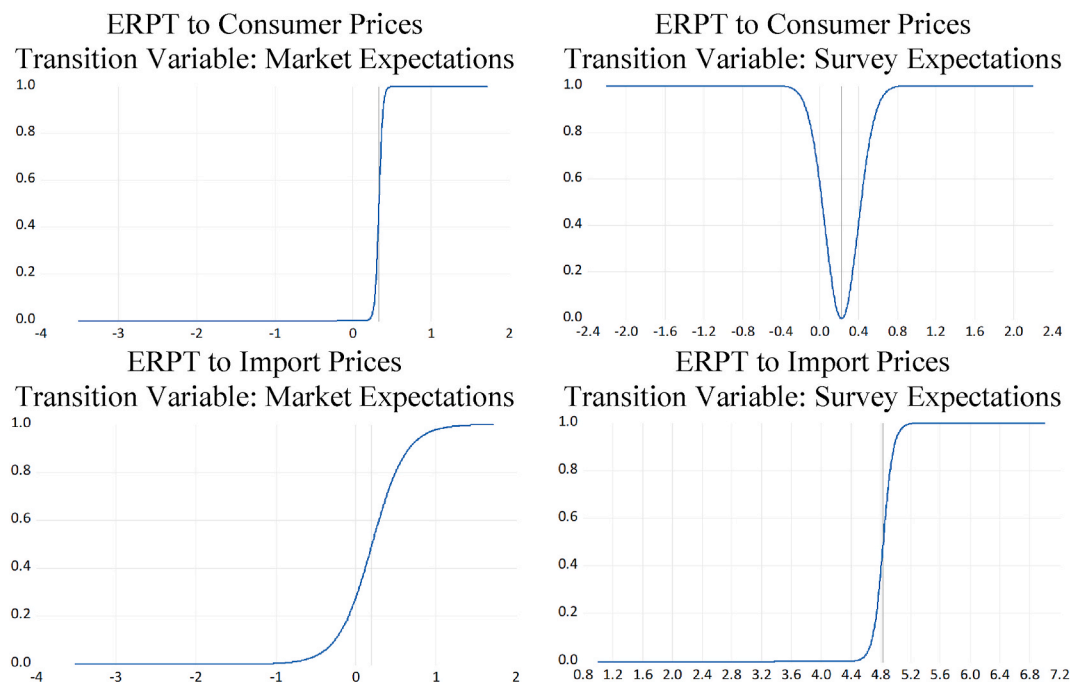 ERPT to Consumer Prices
Transition Variable: Market Expectations
1.0
0.8
0.6
0.4
0.2
0.0
-4 -3 -2 -1 0 1 2
ERPT to Consumer Prices
Transition Variable: Survey Expectations
1.0
0.8
0.6
0.4
0.2
0.0
-2.4 -2.0 -1.6 -1.2 -0.8 -0.4 0.0 0.4 0.8 1.2 1.6 2.0 2.4
ERPT to Import Prices
Transition Variable: Market Expectations
1.0
0.8
0.6
0.4
0.2
0.0
-4 -3 -2 -1 0 1 2
ERPT to Import Prices
Transition Variable: Survey Expectations
1.0
0.8
0.6
0.4
0.2
0.0
0.8 1.2 1.6 2.0 2.4 2.8 3.2 3.6 4.0 4.4 4.8 5.2 5.6 6.0 6.4 6.8 7.2